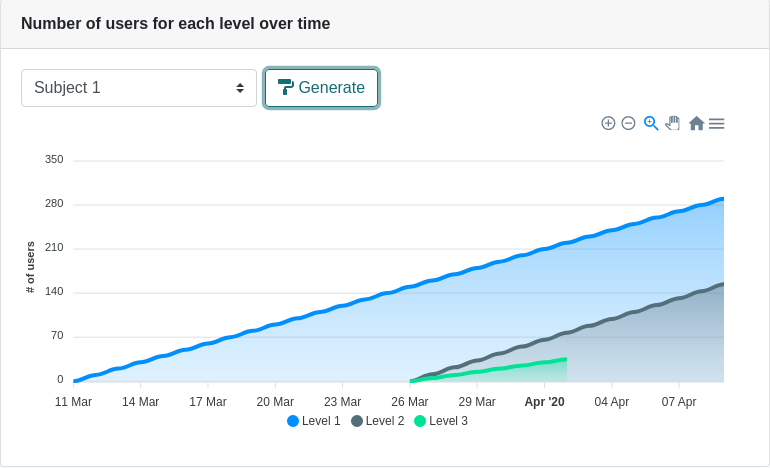 Number of users for each level over time
Subject 1
Generate
350
280
210
140
70
0
# of users
11 Mar 14 Mar 17 Mar 20 Mar 23 Mar 26 Mar 29 Mar Apr '20 04 Apr 07 Apr
Level 1 Level 2 Level 3